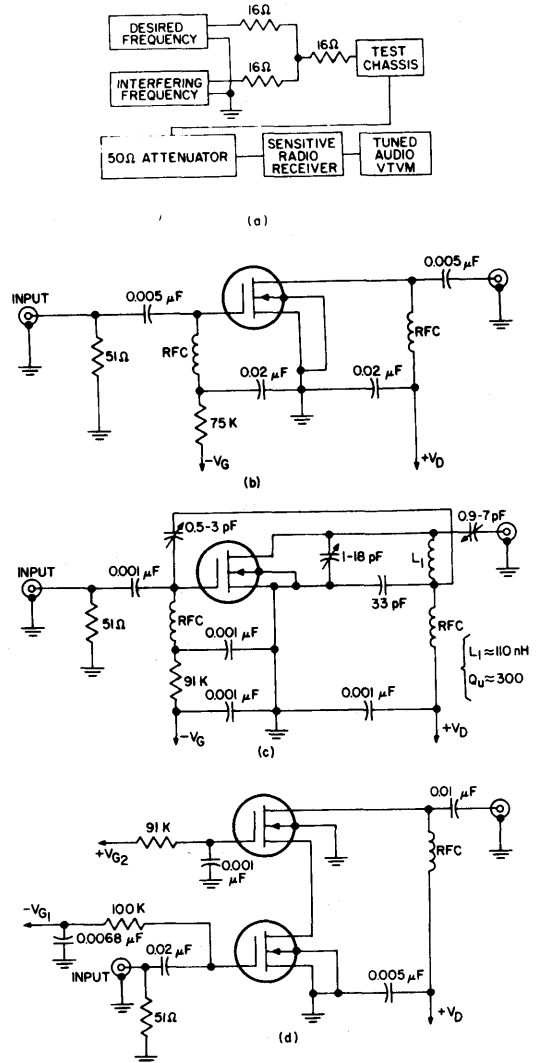 16Ω
DESIRED
FREQUENCY
16Ω
16Ω
TEST
CHASSIS
INTERFERING
FREQUENCY
50Ω ATTENUATOR
SENSITIVE
RADIO
RECEIVER
TUNED
AUDIO
VTVM
(a)
0.005 μF
INPUT
0.005 μF
51Ω
RFC
RFC
0.02 μF
0.02 μF
75 K
-VG
+VD
(b)
0.5-3 pF
0.9-7 pF
1-18 pF
L1
INPUT
0.001 μF
33 pF
51Ω
RFC
RFC
0.001 μF
L1≈110 nH
QU≈300
91 K
0.001 μF
0.001 μF
-VG
+VD
(c)
0.01 μF
91 K
+VG2
0.001
μF
RFC
-VG1
100K
0.0068 μF
0.02 μF
INPUT
0.005 μF
51Ω
+VD
(d)